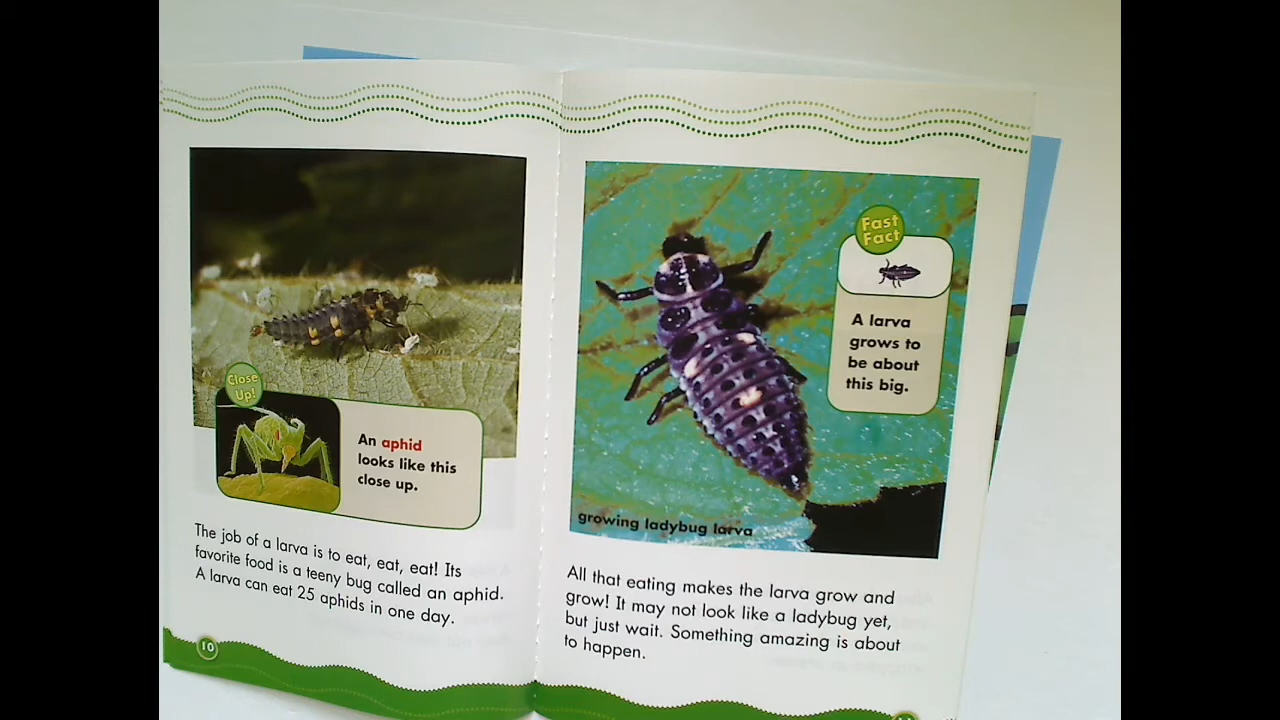 Close
Up!
An aphid
looks like this
close up.
The job of a larva is to eat, eat, eat! Its
favorite food is a teeny bug called an aphid.
A larva can eat 25 aphids in one day.
10
Fast
Fact
A larva
grows to
be about
this big.
growing ladybug larva
All that eating makes the larva grow and
grow! It may not look like a ladybug yet,
but just wait. Something amazing is about
to happen.